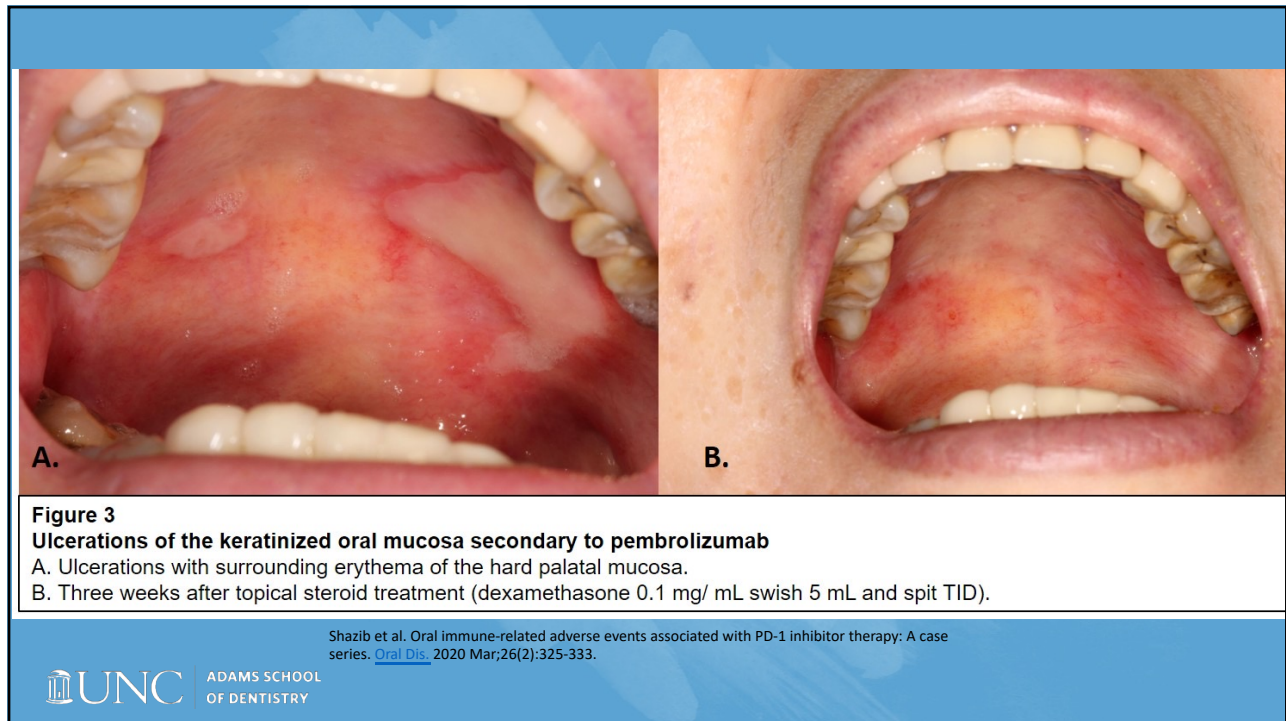 A.
B.
Figure 3
Ulcerations of the keratinized oral mucosa secondary to pembrolizumab
A. Ulcerations with surrounding erythema of the hard palatal mucosa.
B. Three weeks after topical steroid treatment (dexamethasone 0.1 mg/ mL swish 5 mL and spit TID).
Shazib et al. Oral immune-related adverse events associated with PD-1 inhibitor therapy: A case
series. Oral Dis. 2020 Mar;26(2):325-333.
UNC
ADAMS SCHOOL
OF DENTISTRY